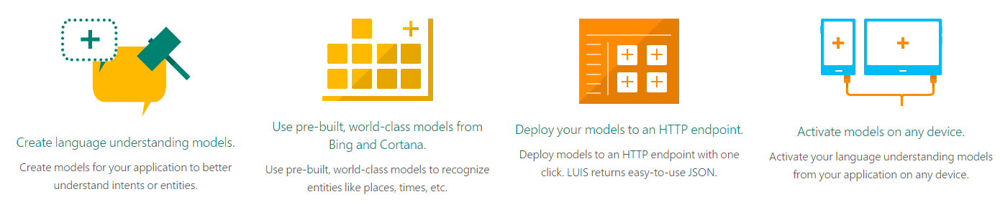 Create language understanding models.
Create models for your application to better
understand intents or entities.
Use pre-built, world-class models from
Bing and Cortana.
Use pre-built, world-class models to recognize
entities like places, times, etc.
Deploy your models to an HTTP endpoint.
Deploy models to an HTTP endpoint with one
click. LUIS returns easy-to-use JSON.
Activate models on any device.
Activate your language understanding models
from your application on any device.